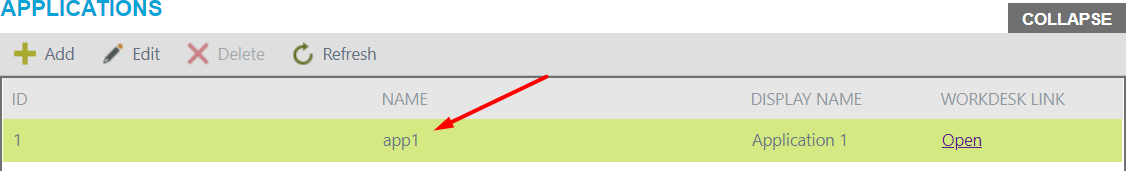 APPLICATIONS
COLLAPSE
Add Edit Delete Refresh
ID NAME DISPLAY NAME WORKDESK LINK
1 app1 Application 1 Open